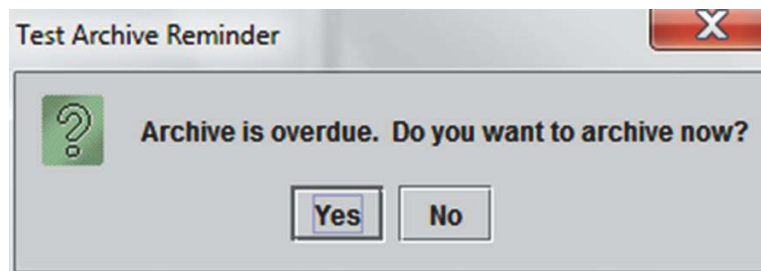 Test Archive Reminder
Archive is overdue.  Do you want to archive now?
Yes
No